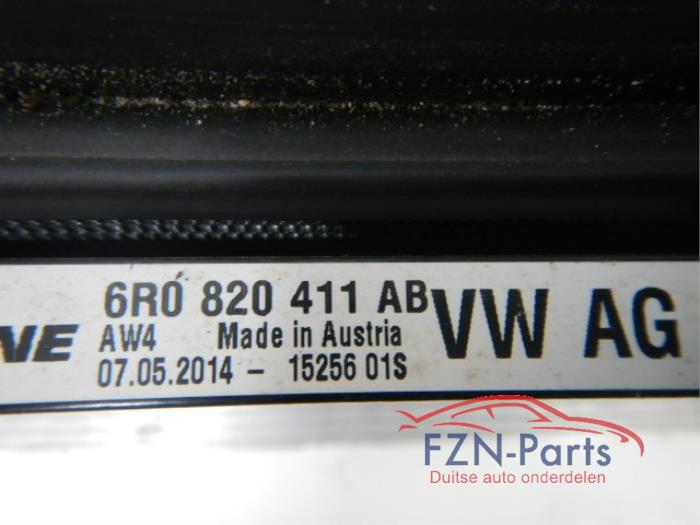 6R0 820 411 AB
VW AG
AW4 Made in Austria
07.05.2014 - 15256 01S
FZN-Parts
Duitse auto onderdelen